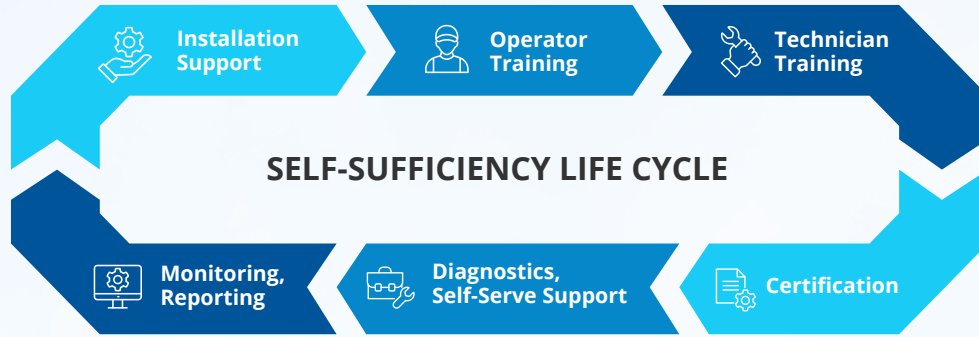 Installation
Support
Operator
Training
Technician
Training
SELF-SUFFICIENCY LIFE CYCLE
Monitoring,
Reporting
Diagnostics,
Self-Serve Support
Certification